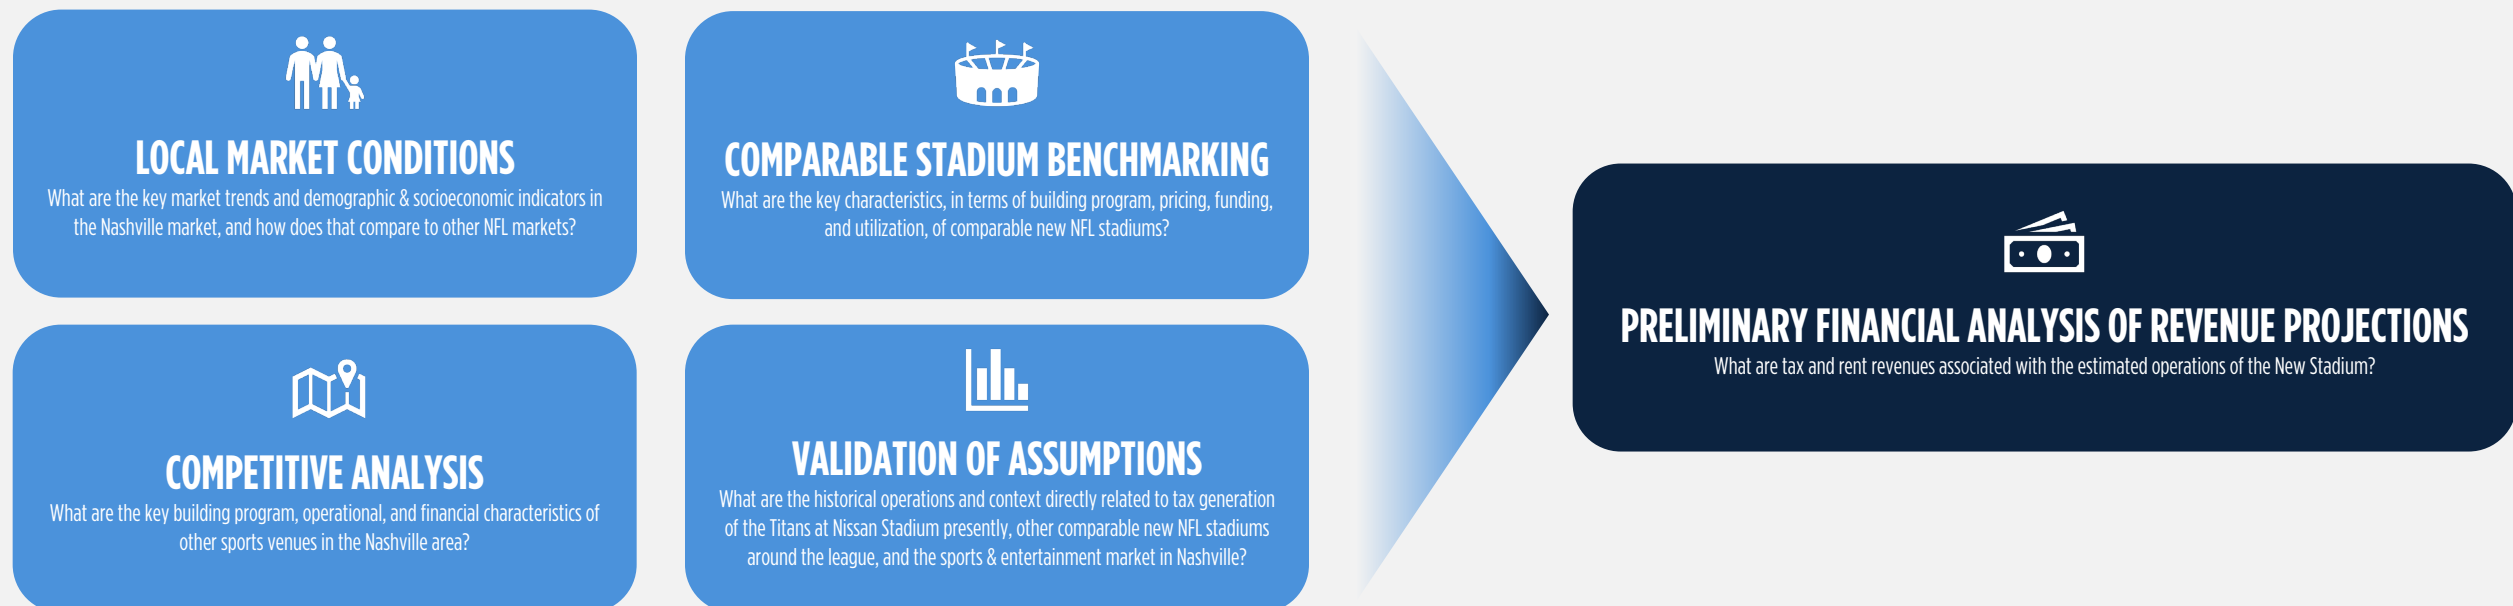 LOCAL MARKET CONDITIONS
What are the key market trends and demographic & socioeconomic indicators in
the Nashville market, and how does that compare to other NFL markets?
COMPARABLE STADIUM BENCHMARKING
What are the key characteristics, in terms of building program, pricing, funding,
and utilization, of comparable new NFL stadiums?
COMPETITIVE ANALYSIS
What are the key building program, operational, and financial characteristics of
other sports venues in the Nashville area?
VALIDATION OF ASSUMPTIONS
What are the historical operations and context directly related to tax generation
of the Titans at Nissan Stadium presently, other comparable new NFL stadiums
around the league, and the sports & entertainment market in Nashville?
PRELIMINARY FINANCIAL ANALYSIS OF REVENUE PROJECTIONS
What are tax and rent revenues associated with the estimated operations of the New Stadium?